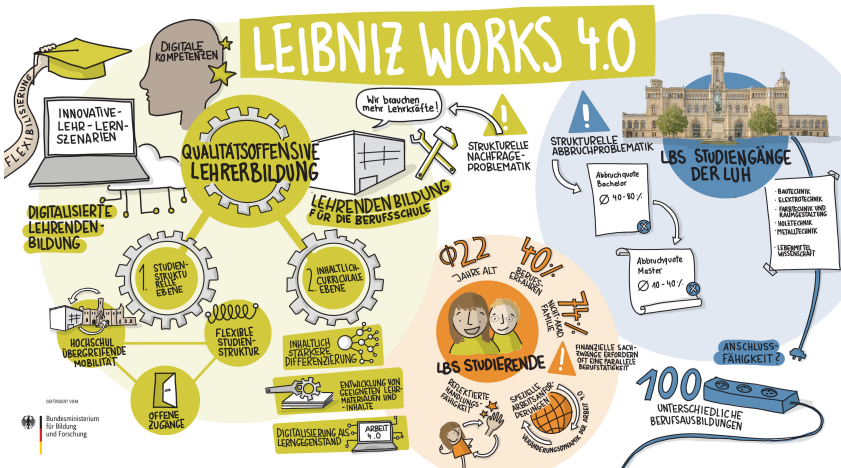 LEIBNIZ WORKS 4.0
FLEXIBILISIERUNG
DIGITALE
KOMPETENZEN
INNOVATIVE-
LEHR-LERN-
SZENARIEN
QUALITÄTSOFFENSIVE
LEHRERBILDUNG
DIGITALISIERTE
LEHRENDEN-
BILDUNG
Wir brauchen
mehr Lehrkräfte!
LEHRENDENBILDUNG
FÜR DIE BERUFSSCHULE
STRUKTURELLE
NACHFRAGE-
PROBLEMATIK
STRUKTURELLE
ABBRUCHPROBLEMATIK
LBS STUDIENGÄNGE
DER LUH
Abbruchquote
Bachelor
Ø 40-80%
Abbruchquote
Master
Ø 10-40%
· BAUTECHNIK
· ELEKTROTECHNIK
· FARBTECHNIK UND
RAUMGESTALTUNG
· HOLZTECHNIK
· METALLTECHNIK
· LEBENSMITTEL
WISSENSCHAFT
1. STUDIEN-
STRUKTU
RELLE
EBENE
2. INHALTLICH-
CURRICULARE
EBENE
HOCHSCHUL
ÜBERGREIFENDE
MOBILITÄT
FLEXIBLE
STUDIEN-
STRUKTUR
OFFENE
ZUGÄNGE
INHALTLICH
STÄRKERE
DIFFERENZIERUNG
ENTWICKLUNG VON
GEEIGNETEN LEHR-
MATERIALIEN UND
-INHALTE
DIGITALISIERUNG ALS
LERNGEGENSTAND
ARBEIT
4.0
Φ22
JAHRE ALT
40%
BERUFS-
ERFAHREN
74%
NICHT-AKAD.
FAMILIE
LBS STUDIERENDE
FINANZIELLE SACH-
ZWÄNGE ERFORDERN
OFT EINE PARALLELE
BERUFSTÄTIGKEIT
REFLEKTIERTE
HANDLUNGS-
FÄHIGKEIT
SPEZIELLE
ARBEITSANFOR-
DERUNGEN
VERÄNDERUNGSDYNAMIK DER ARBEIT 4.0
ANSCHLUSS-
FÄHIGKEIT?
100
UNTERSCHIEDLICHE
BERUFSAUSBILDUNGEN
GEFÖRDERT VOM
Bundesministerium
für Bildung
und Forschung